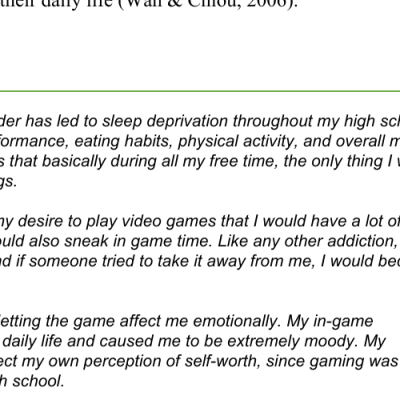 their daily life (Wan & Chiou, 2006).
der has led to sleep deprivation throughout my high sc
formance, eating habits, physical activity, and overall m
s that basically during all my free time, the only thing I
gs.
ny desire to play video games that I would have a lot of
ould also sneak in game time. Like any other addiction,
nd if someone tried to take it away from me, I would be
etting the game affect me emotionally. My in-game
daily life and caused me to be extremely moody. My
ect my own perception of self-worth, since gaming was
h school.